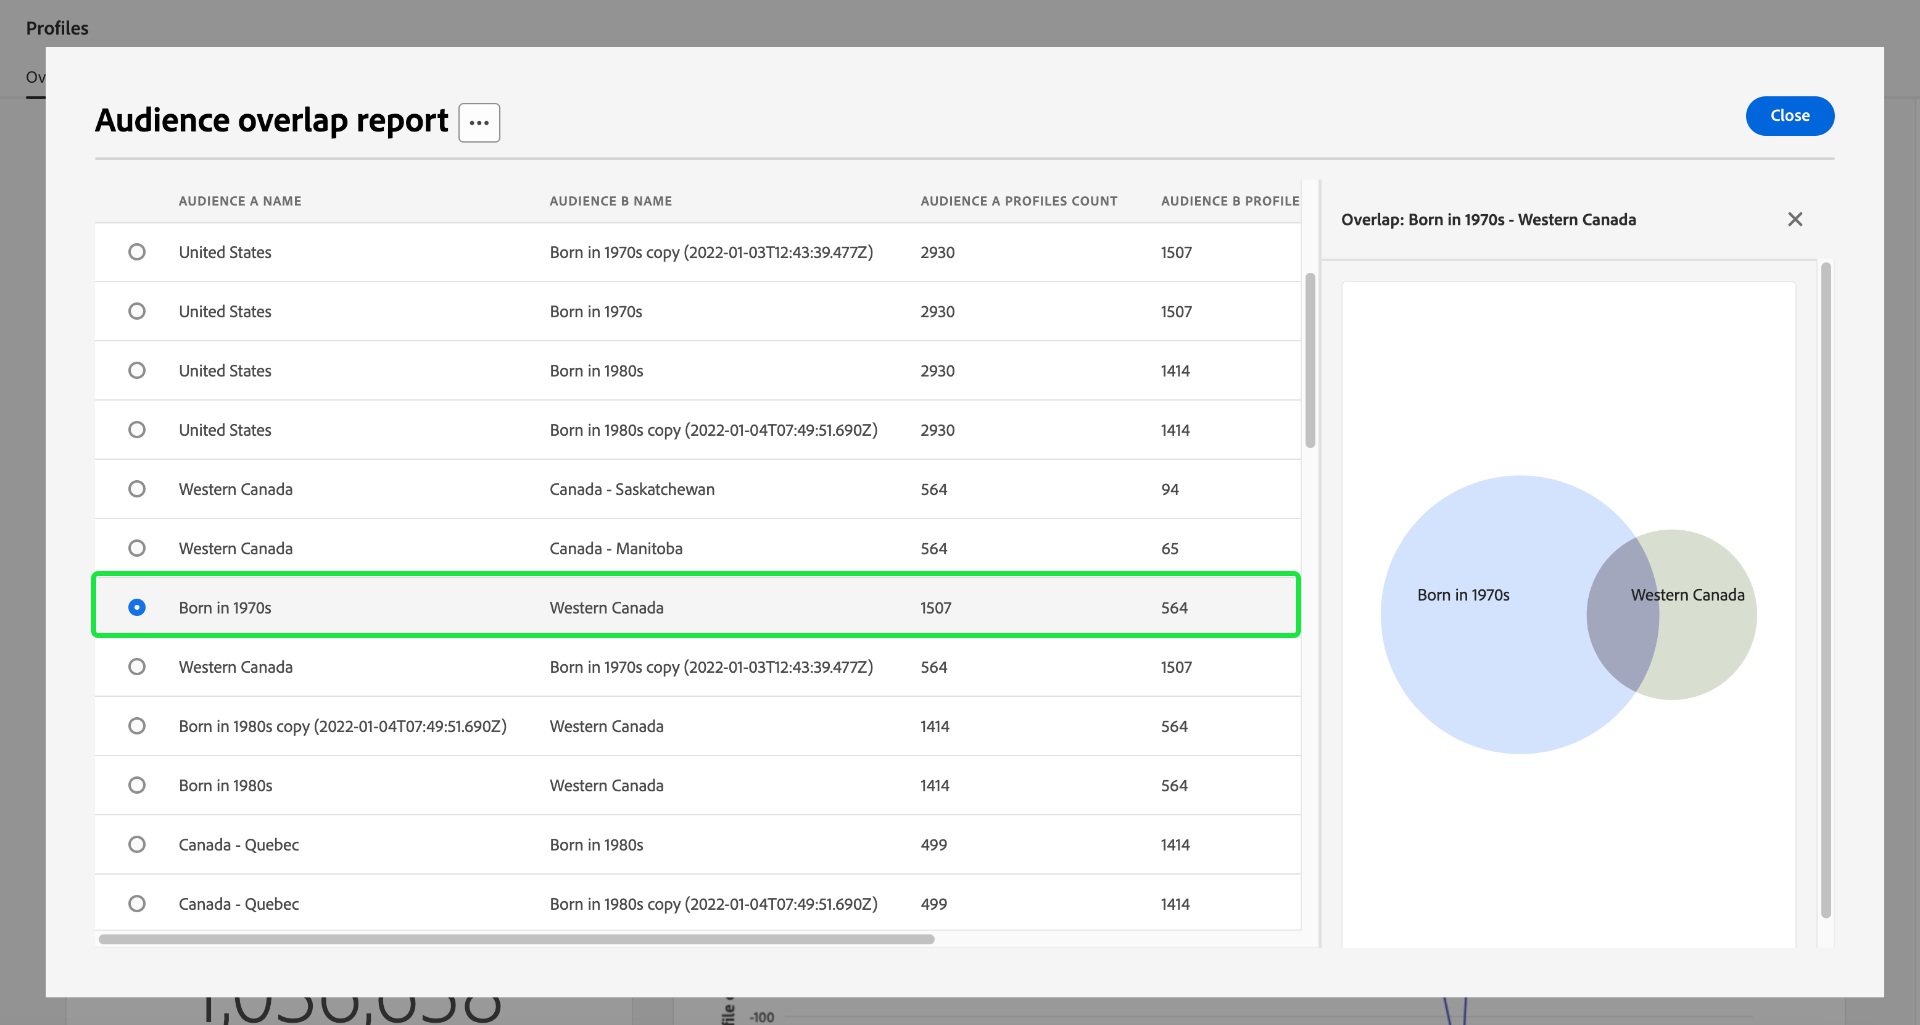 Profiles
Ov
Audience overlap report
Close
AUDIENCE A NAME AUDIENCE B NAME AUDIENCE A PROFILES COUNT AUDIENCE B PROFILE
United States Born in 1970s copy (2022-01-03T12:43:39.477Z) 2930 1507
United States Born in 1970s 2930 1507
United States Born in 1980s 2930 1414
United States Born in 1980s copy (2022-01-04T07:49:51.690Z) 2930 1414
Western Canada Canada - Saskatchewan 564 94
Western Canada Canada - Manitoba 564 65
Born in 1970s Western Canada 1507 564
Western Canada Born in 1970s copy (2022-01-03T12:43:39.477Z) 564 1507
Born in 1980s copy (2022-01-04T07:49:51.690Z) Western Canada 1414 564
Born in 1980s Western Canada 1414 564
Canada - Quebec Born in 1980s 499 1414
Canada - Quebec Born in 1980s copy (2022-01-04T07:49:51.690Z) 499 1414
Overlap: Born in 1970s - Western Canada
Born in 1970s
Western Canada
-100